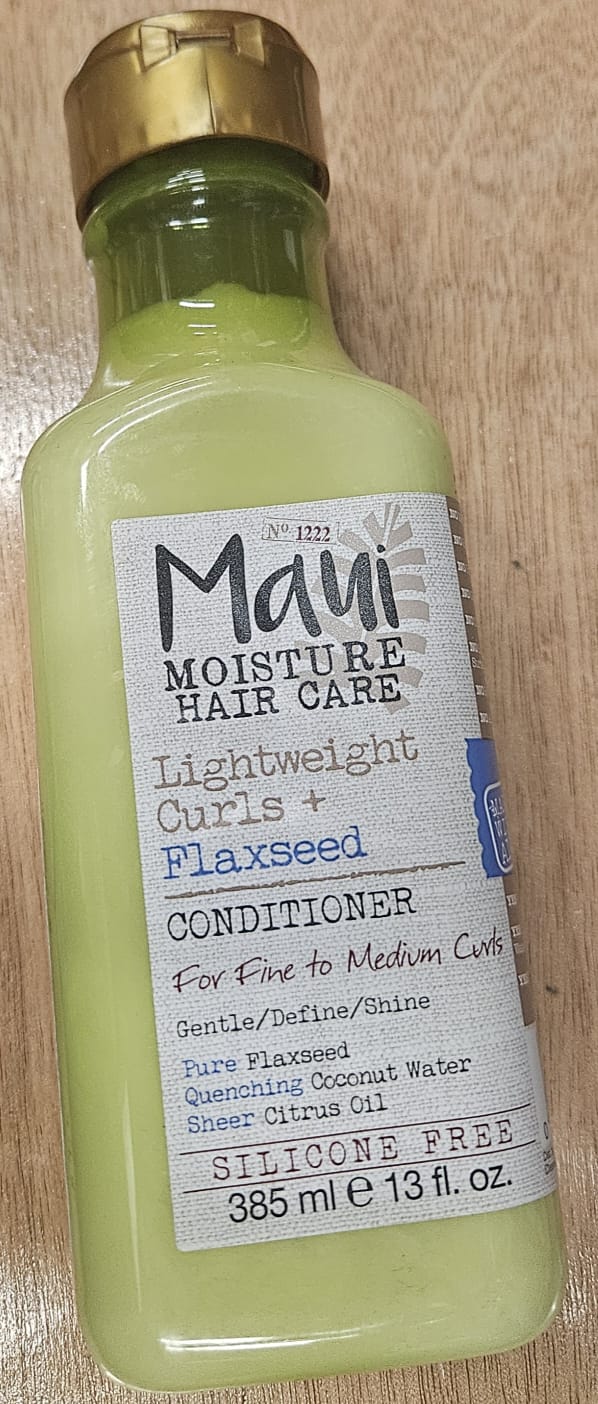 Nº 1222
Maui
MOISTURE
HAIR CARE
Lightweight
Curls +
Flaxseed
CONDITIONER
For Fine to Medium Curls
Gentle/Define/Shine
Pure Flaxseed
Quenching Coconut Water
Sheer Citrus Oil
SILICONE FREE
385 ml ℮ 13 fl. oz.